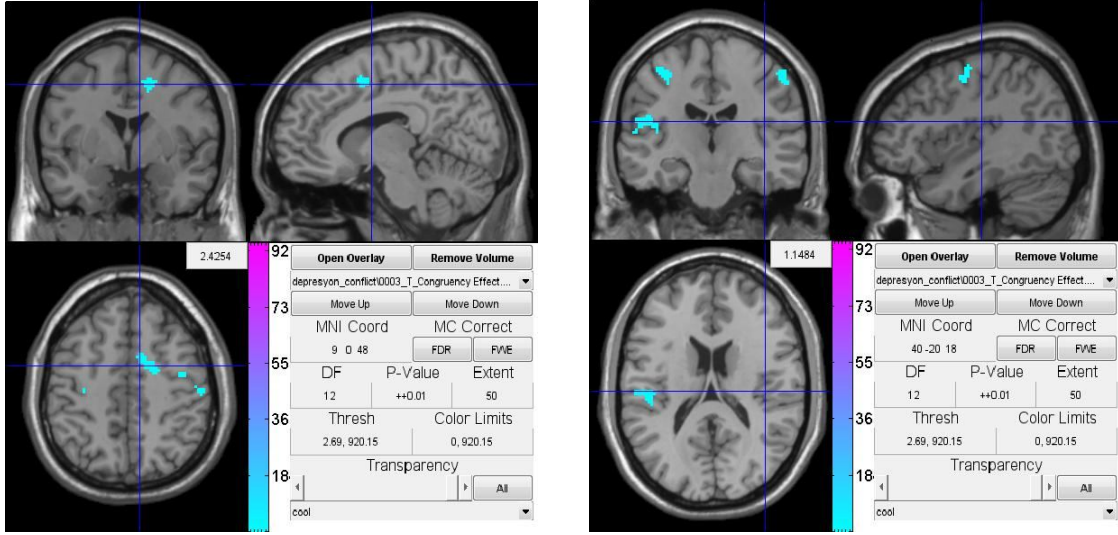 2.4254
92
73
55
36
18
Open Overlay Remove Volume
depresyon_conflict\0003_T_Congruency Effect....
Move Up Move Down
MNI Coord MC Correct
9 0 48 FDR FWE
DF P-Value Extent
12 ++0.01 50
Thresh Color Limits
2.69, 920.15 0, 920.15
Transparency
All
cool
1.1484
92
73
55
36
18
Open Overlay Remove Volume
depresyon_conflict\0003_T_Congruency Effect....
Move Up Move Down
MNI Coord MC Correct
40 -20 18 FDR FWE
DF P-Value Extent
12 ++0.01 50
Thresh Color Limits
2.69, 920.15 0, 920.15
Transparency
All
cool